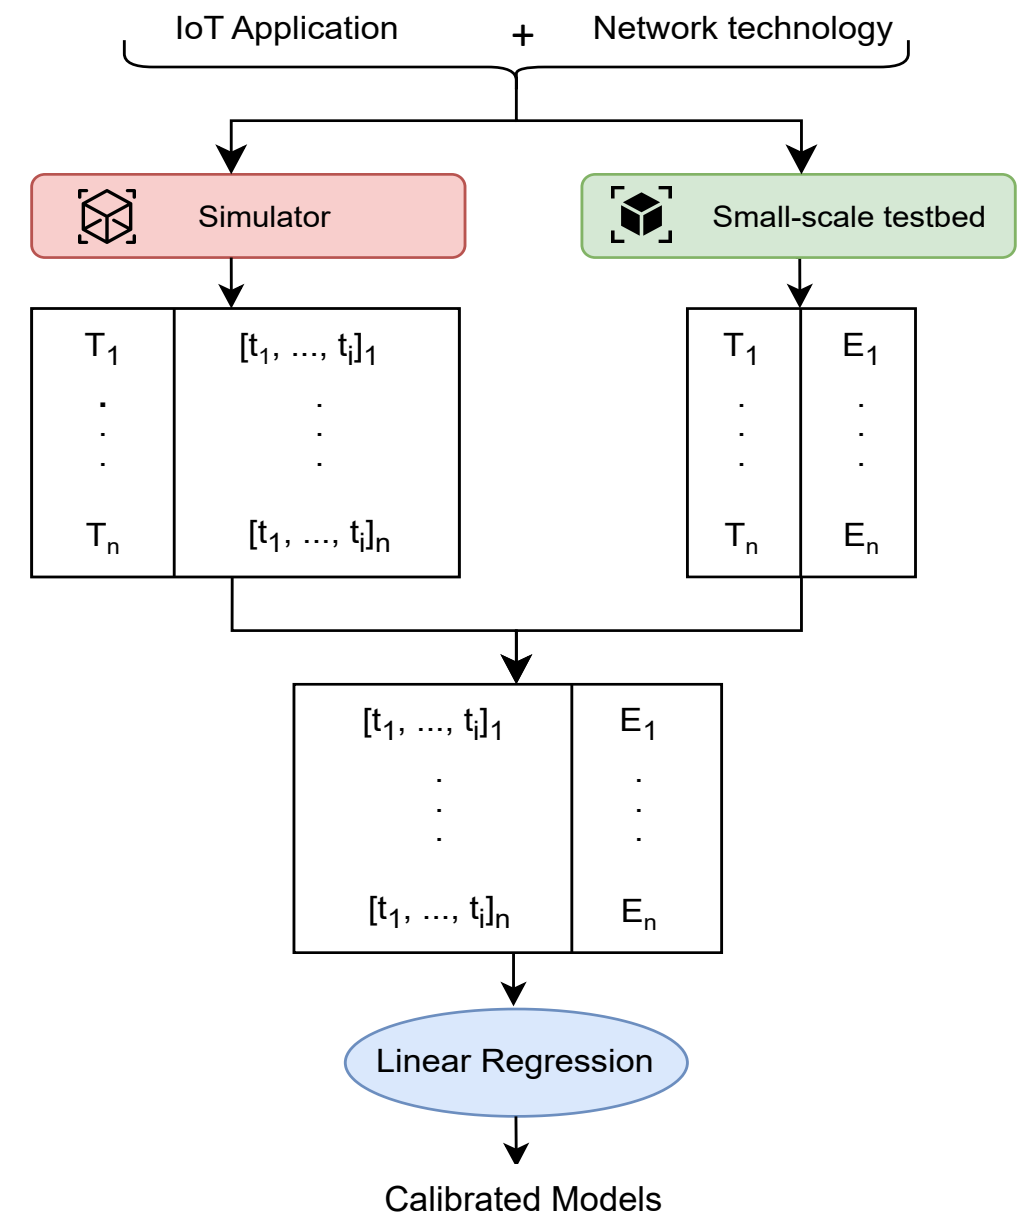 IoT Application + Network technology
Simulator
Small-scale testbed
T1 [t1, ..., ti]1
.
.
.
Tn [t1, ..., ti]n
T1 E1
.
.
.
Tn En
[t1, ..., ti]1 E1
.
.
.
[t1, ..., ti]n En
Linear Regression
Calibrated Models